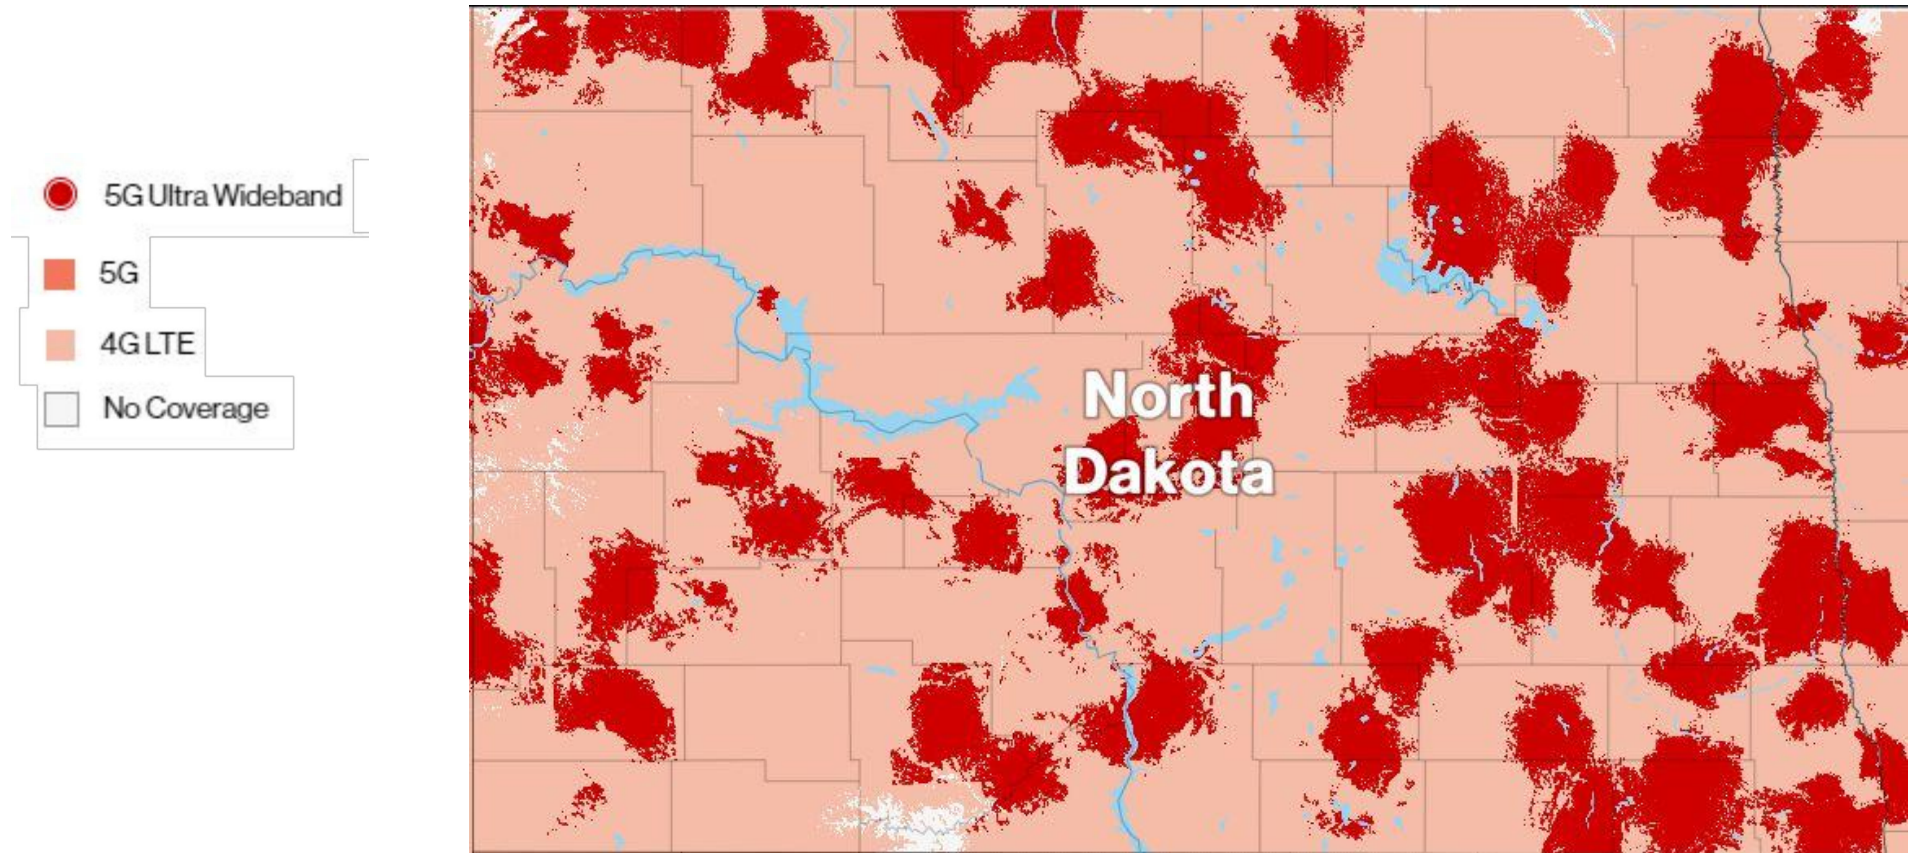 5G Ultra Wideband
5G
4G LTE
No Coverage
North
Dakota